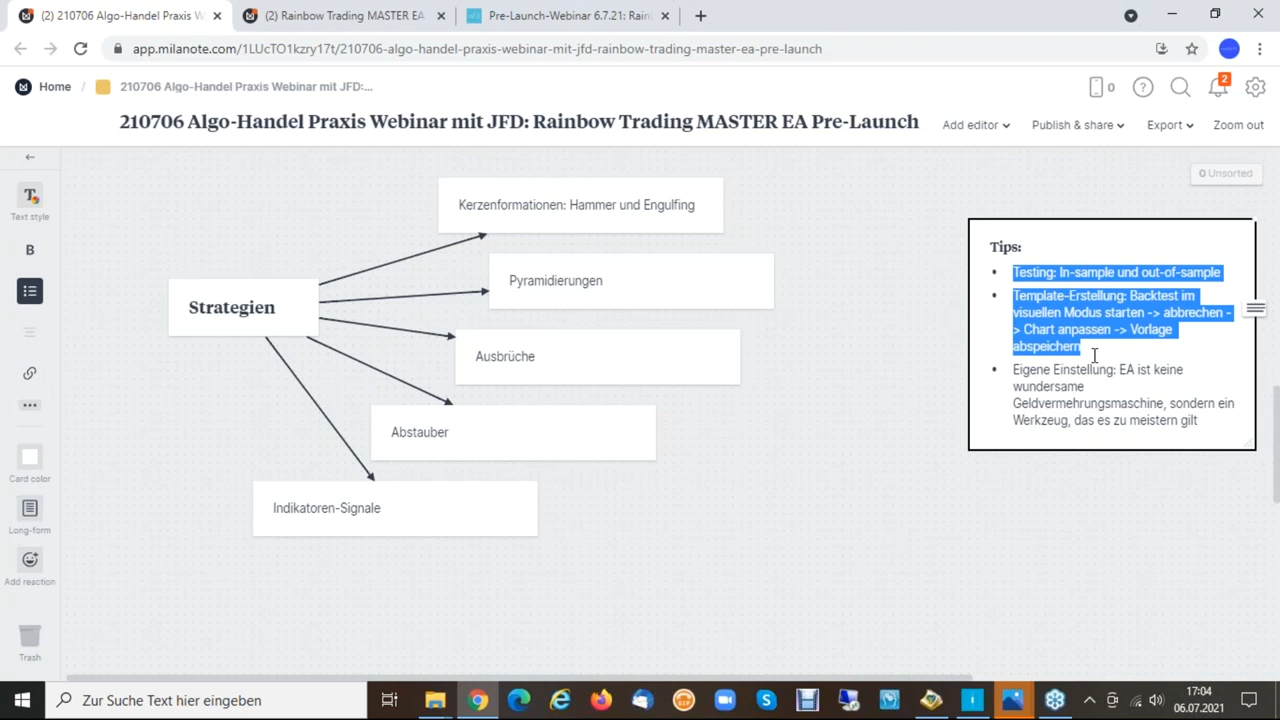 (2) 210706 Algo-Handel Praxis W
(2) Rainbow Trading MASTER EA
Pre-Launch-Webinar 6.7.21: Rain
app.milanote.com/1LUcTO1kzry17t/210706-algo-handel-praxis-webinar-mit-jfd-rainbow-trading-master-ea-pre-launch
Home / 210706 Algo-Handel Praxis Webinar mit JFD:...
0
2
210706 Algo-Handel Praxis Webinar mit JFD: Rainbow Trading MASTER EA Pre-Launch
Add editor
Publish & share
Export
Zoom out
0 Unsorted
Text style
B
Card color
Long-form
Add reaction
Trash
Strategien
Kerzenformationen: Hammer und Engulfing
Pyramidierungen
Ausbrüche
Abstauber
Indikatoren-Signale
Tips:
• Testing: In-sample und out-of-sample
• Template-Erstellung: Backtest im
visuellen Modus starten -> abbrechen -
> Chart anpassen -> Vorlage
abspeichern
• Eigene Einstellung: EA ist keine
wundersame
Geldvermehrungsmaschine, sondern ein
Werkzeug, das es zu meistern gilt
Zur Suche Text hier eingeben
17:04
06.07.2021